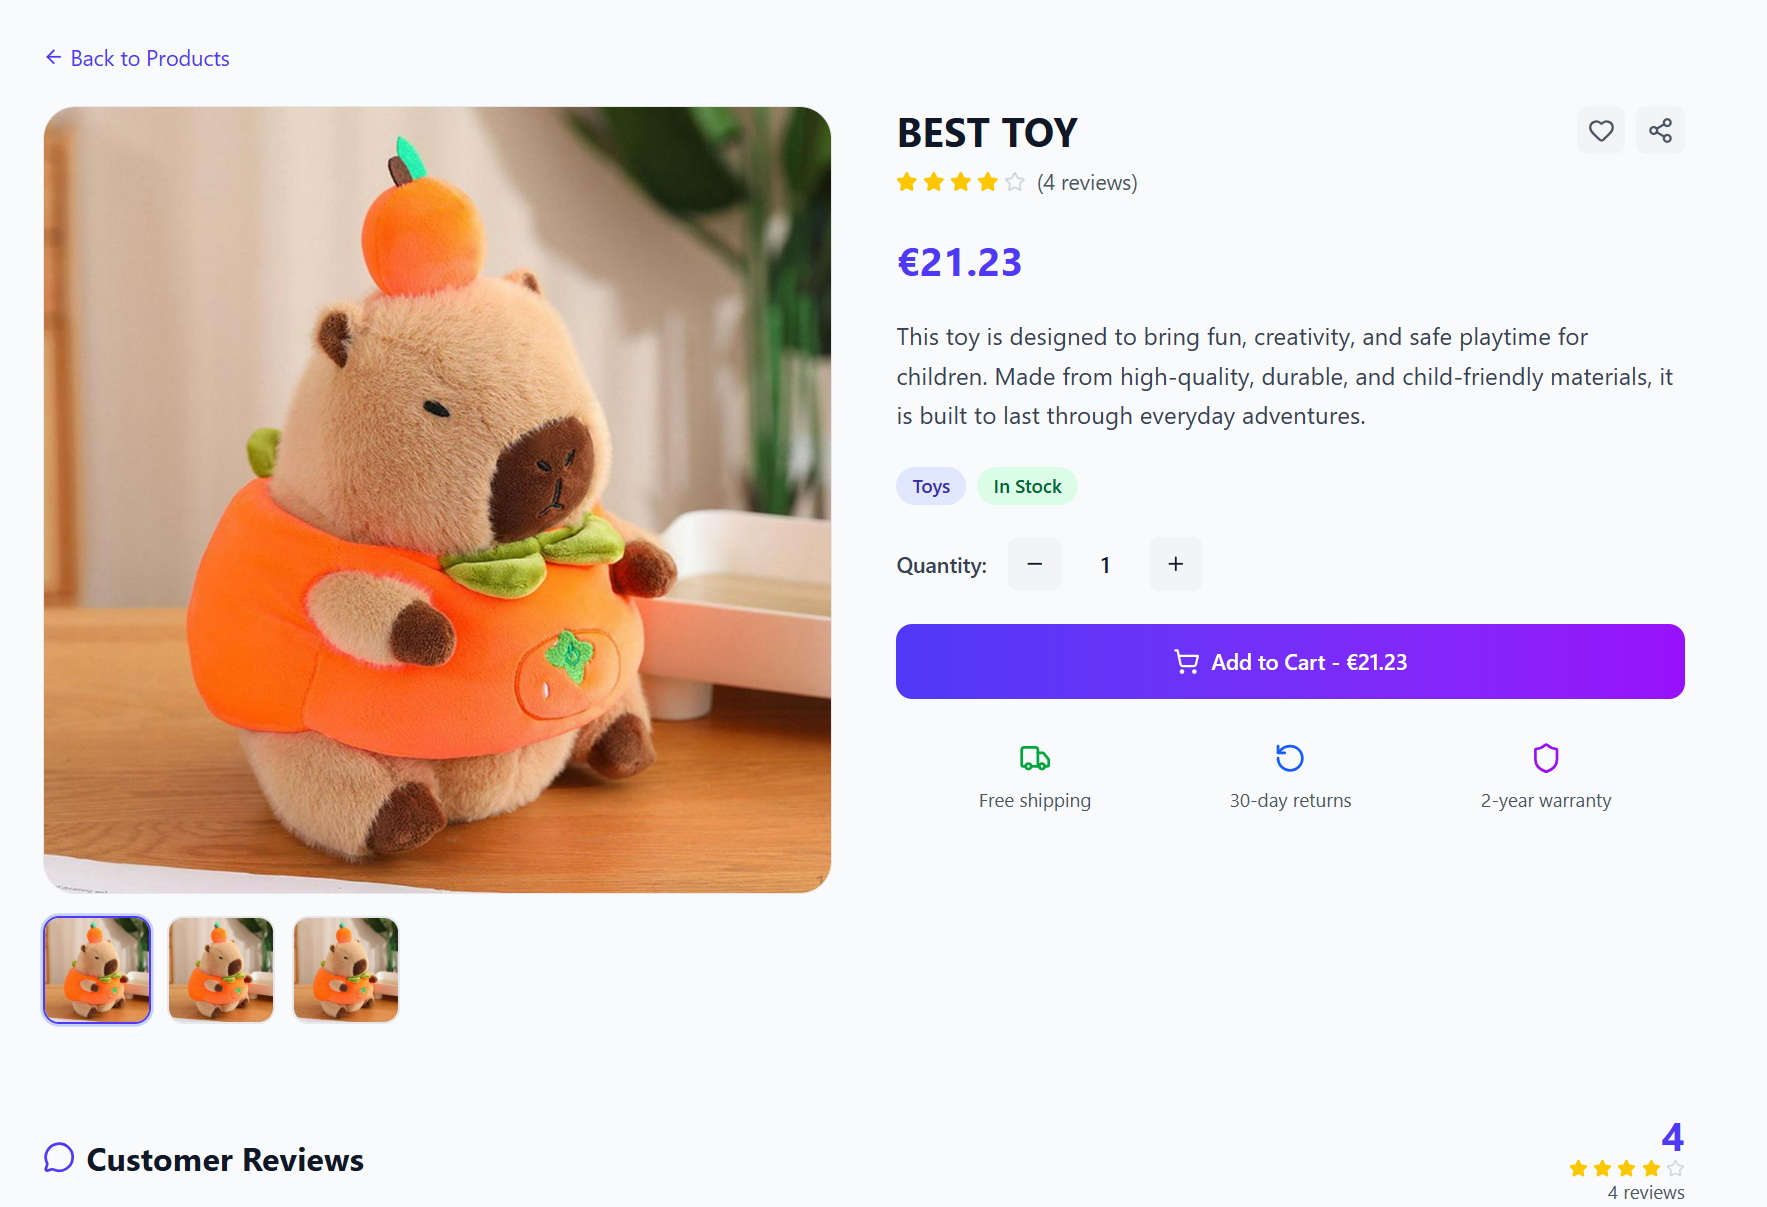 Back to Products
BEST TOY
(4 reviews)
€21.23
This toy is designed to bring fun, creativity, and safe playtime for
children. Made from high-quality, durable, and child-friendly materials, it
is built to last through everyday adventures.
Toys
In Stock
Quantity:
1
Add to Cart - €21.23
Free shipping
30-day returns
2-year warranty
Customer Reviews
4
4 reviews